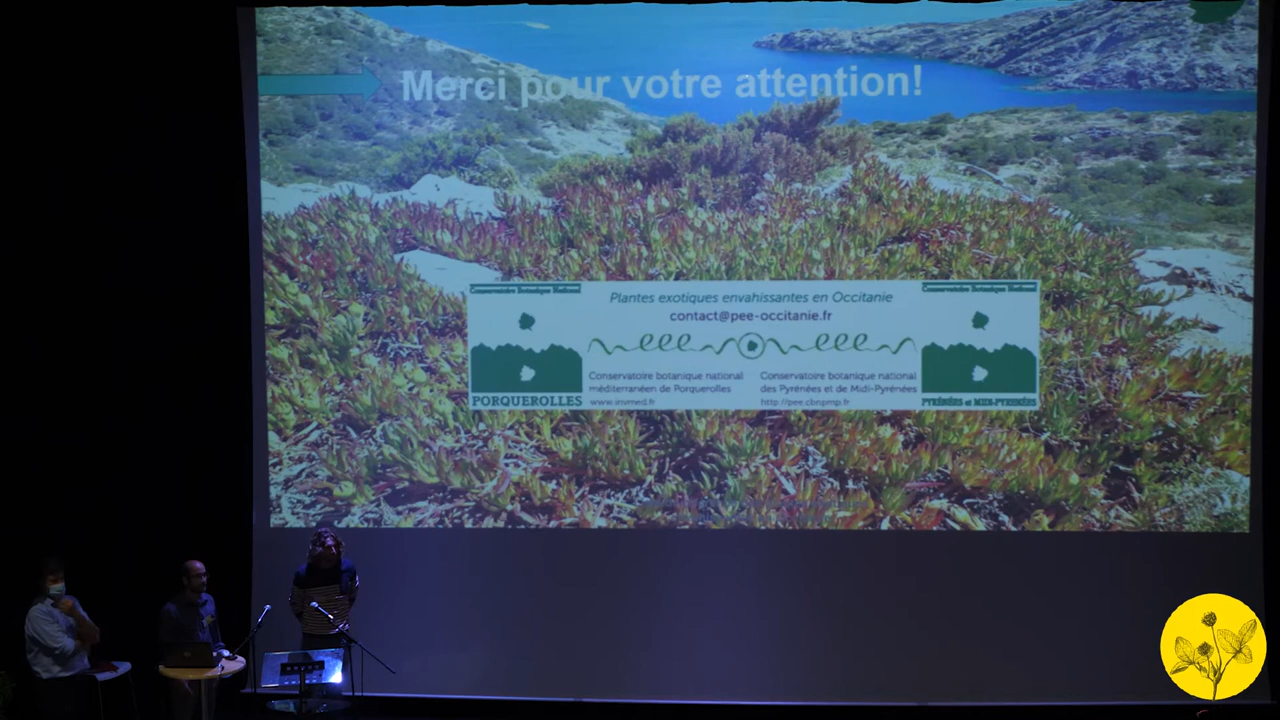 Merci pour votre attention!
Conservatoire Botanique National
Conservatoire Botanique National
Plantes exotiques envahissantes en Occitanie
contact@pee-occitanie.fr
Conservatoire botanique national
méditerranéen de Porquerolles
www.invmed.fr
Conservatoire botanique national
des Pyrénées et de Midi-Pyrénées
http://pee.cbnpmp.fr
PORQUEROLLES
PYRÉNÉES et MIDI-PYRÉNÉES